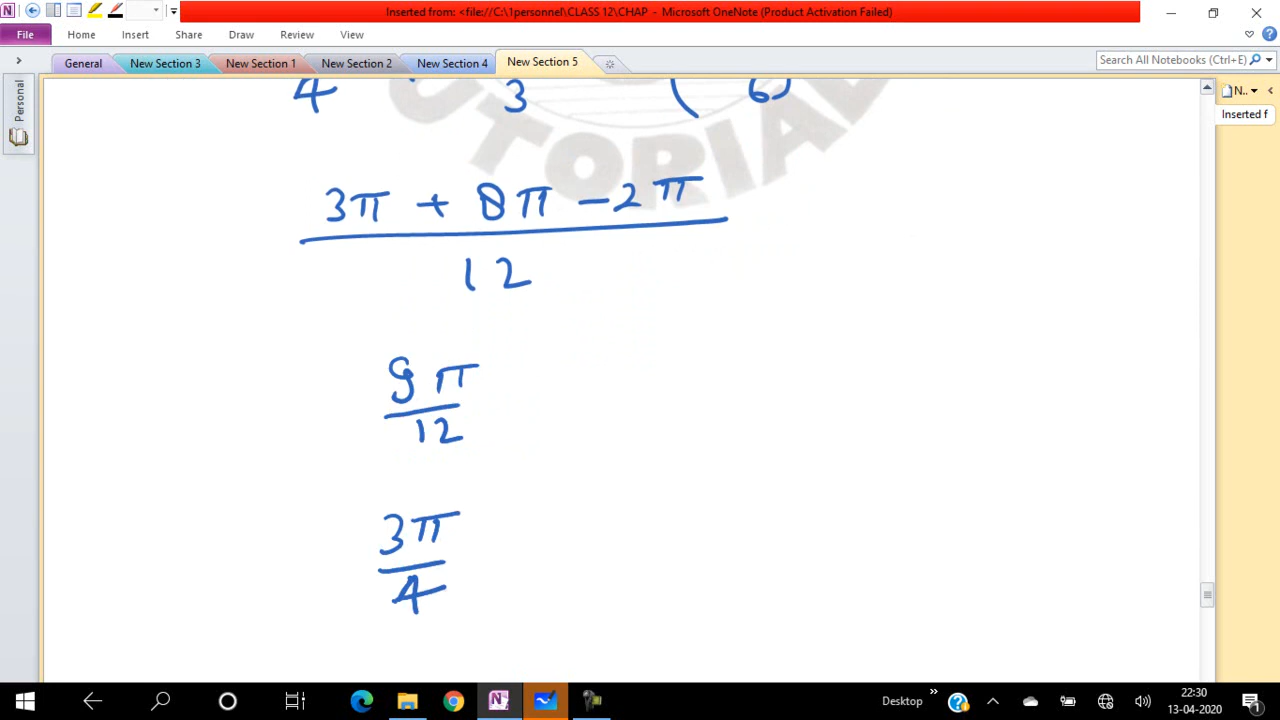 Inserted from: <file://C:\1personnel\CLASS 12\CHAP - Microsoft OneNote (Product Activation Failed)
File Home Insert Share Draw Review View
General New Section 3 New Section 1 New Section 2 New Section 4 New Section 5
Search All Notebooks (Ctrl+E)
N..
Inserted f
Personal
4 3 ( 6)
TORIAL
3π + 8π - 2π
12
9π
12
3π
4
Desktop
22:30
13-04-2020
1